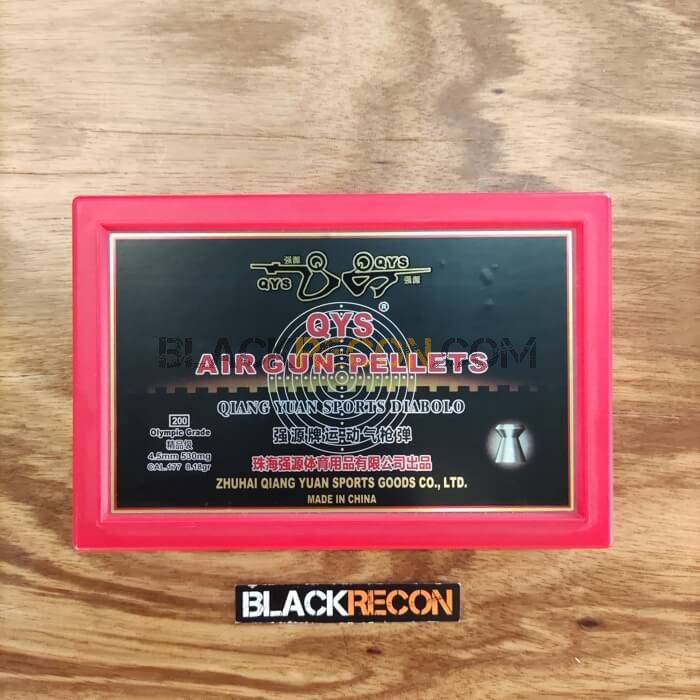 强源
QYS
QYS
强源
QYS®
BLACKRECON.COM
AIR GUN PELLETS
QIANG YUAN SPORTS DIABOLO
200
Olympic Grade
精品级
4.5mm 530mg
CAL.177 8.18gr
强源牌运动气枪弹
珠海强源体育用品有限公司出品
ZHUHAI QIANG YUAN SPORTS GOODS CO., LTD.
MADE IN CHINA
BLACKRECON